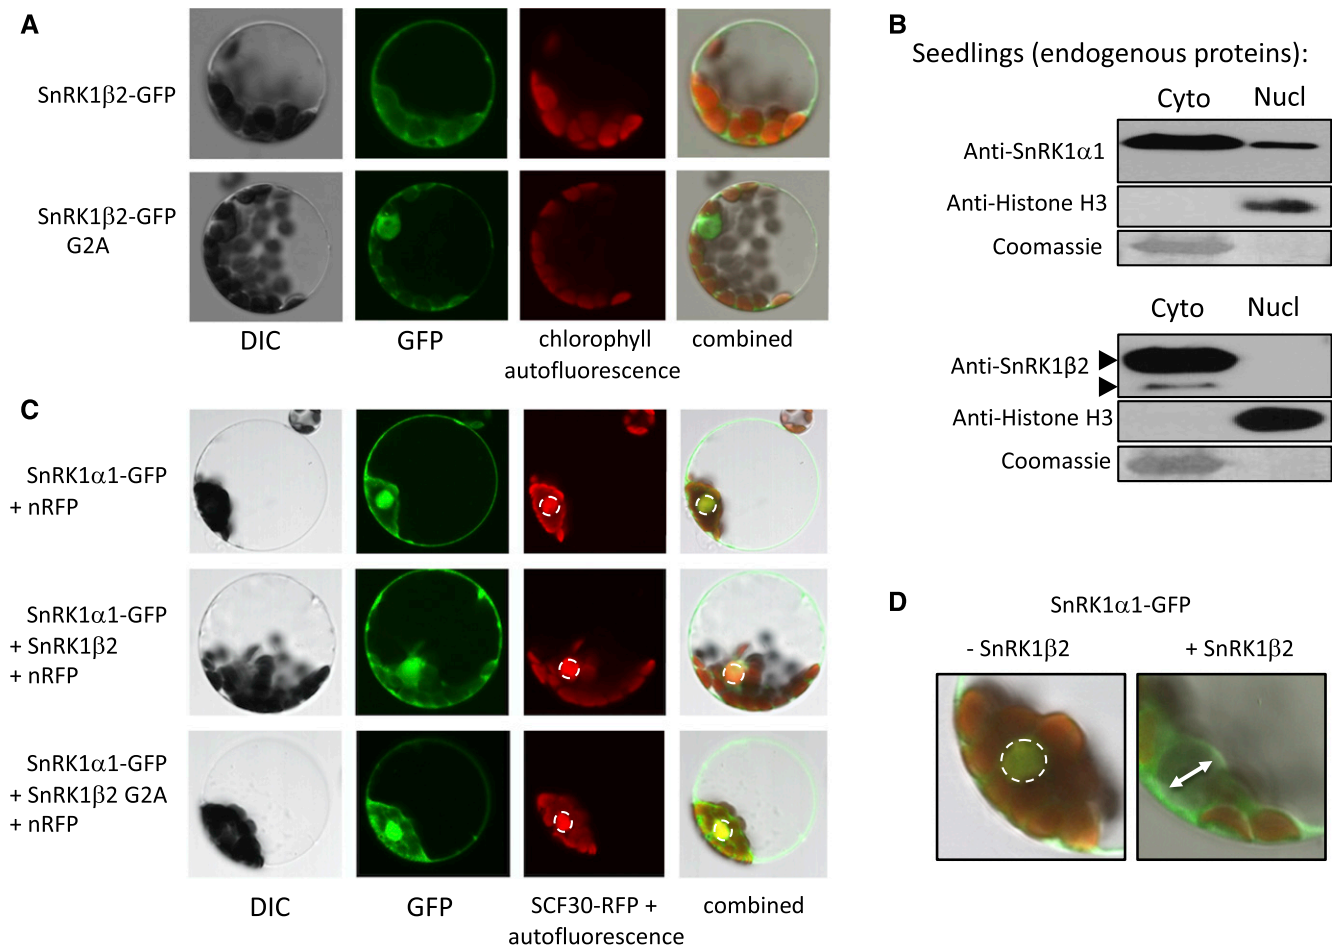 A
SnRK1β2-GFP
SnRK1β2-GFP
G2A
DIC
GFP
chlorophyll
autofluorescence
combined
B
Seedlings (endogenous proteins):
Cyto
Nucl
Anti-SnRK1α1
Anti-Histone H3
Coomassie
Cyto
Nucl
Anti-SnRK1β2
Anti-Histone H3
Coomassie
C
SnRK1α1-GFP
+ nRFP
SnRK1α1-GFP
+ SnRK1β2
+ nRFP
SnRK1α1-GFP
+ SnRK1β2 G2A
+ nRFP
DIC
GFP
SCF30-RFP +
autofluorescence
combined
D
SnRK1α1-GFP
- SnRK1β2
+ SnRK1β2